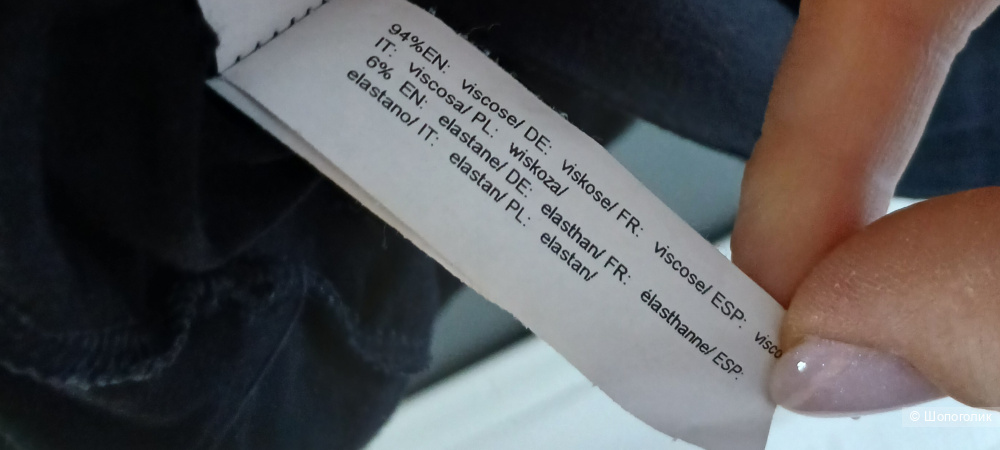 94%EN: viscose/ DE: viskose/ FR: viscose/ ESP: visco
IT: viscosa/ PL: wiskoza/
6% EN: elastane/ DE: elasthan/ FR: élasthanne/ ESP:
elastano/ IT: elastan/ PL: elastan/
© Шопоголик